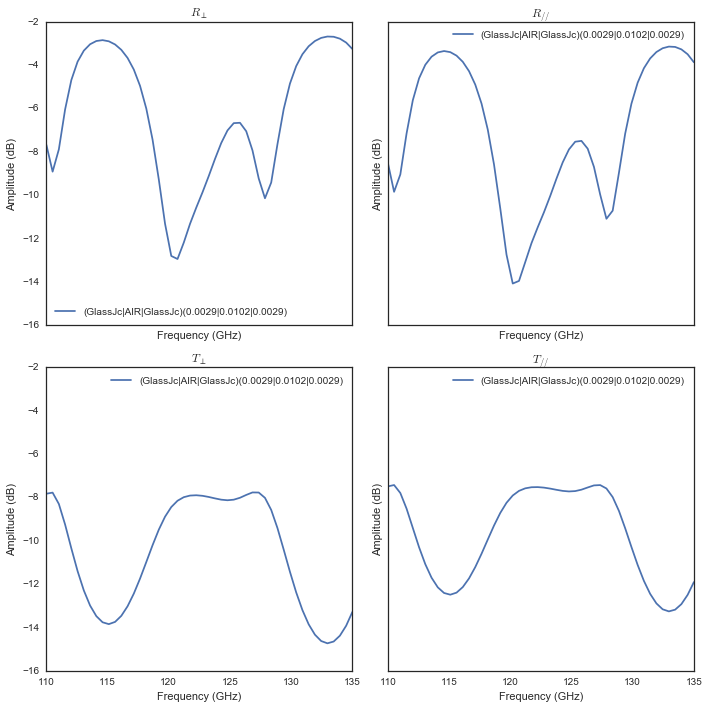 R⊥
R//
−2
−4
−6
−8
−10
−12
−14
−16
Amplitude (dB)
(GlassJc|AIR|GlassJc)(0.0029|0.0102|0.0029)
Frequency (GHz)
Amplitude (dB)
(GlassJc|AIR|GlassJc)(0.0029|0.0102|0.0029)
Frequency (GHz)
T⊥
T//
−2
−4
−6
−8
−10
−12
−14
−16
Amplitude (dB)
(GlassJc|AIR|GlassJc)(0.0029|0.0102|0.0029)
110 115 120 125 130 135
Frequency (GHz)
Amplitude (dB)
(GlassJc|AIR|GlassJc)(0.0029|0.0102|0.0029)
110 115 120 125 130 135
Frequency (GHz)